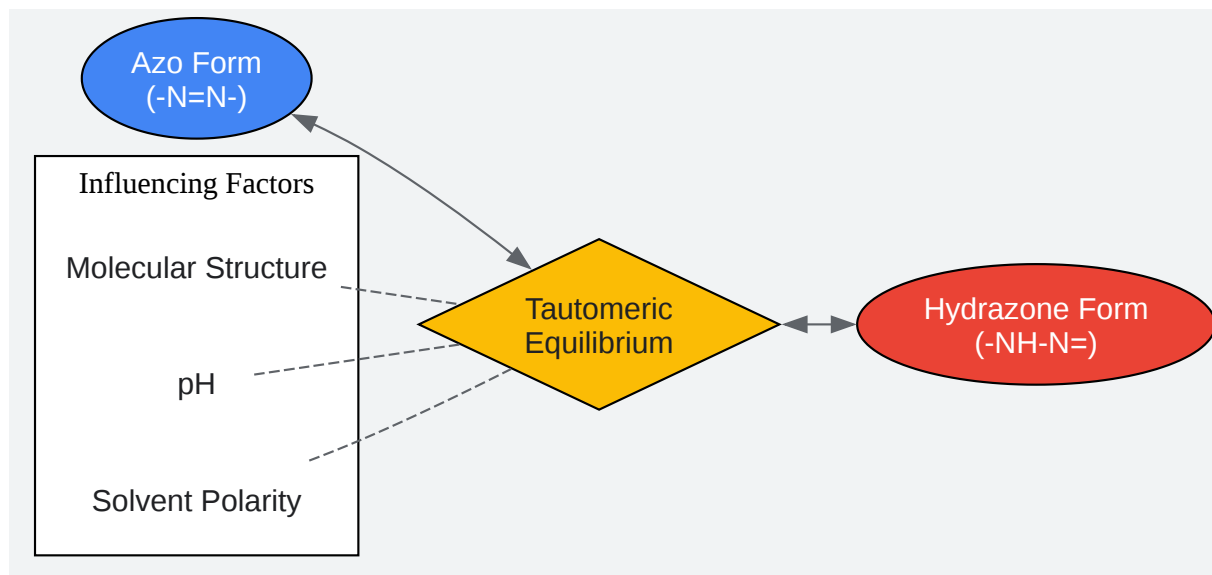 Azo Form
(-N=N-)
Influencing Factors
Molecular Structure
pH
Solvent Polarity
Tautomeric
Equilibrium
Hydrazone Form
(-NH-N=)